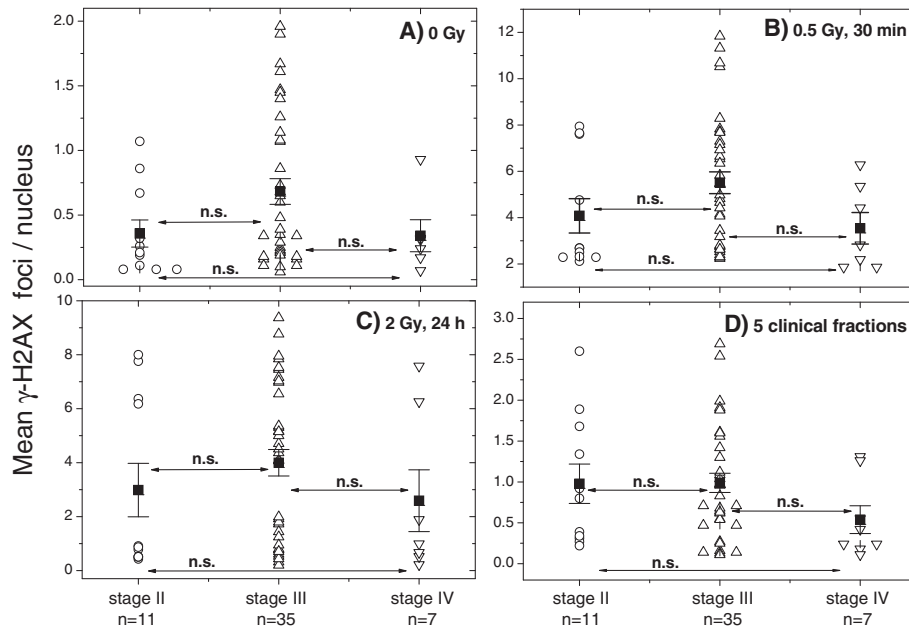 Mean γ-H2AX foci / nucleus
A) 0 Gy
2.0
1.5
1.0
0.5
0.0
n.s.
n.s.
n.s.
B) 0.5 Gy, 30 min
12
10
8
6
4
2
n.s.
n.s.
n.s.
C) 2 Gy, 24 h
10
8
6
4
2
0
n.s.
n.s.
n.s.
stage II
n=11
stage III
n=35
stage IV
n=7
D) 5 clinical fractions
3.0
2.5
2.0
1.5
1.0
0.5
0.0
n.s.
n.s.
n.s.
stage II
n=11
stage III
n=35
stage IV
n=7